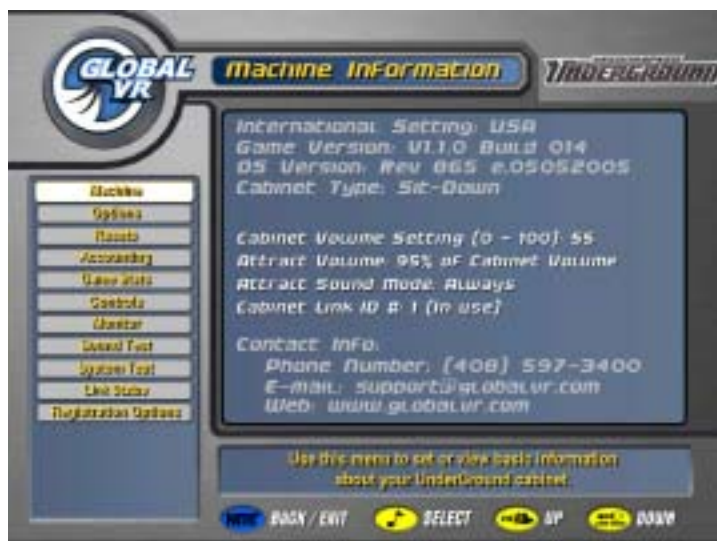 GLOBAL VR
Machine Information
UNDERGROUND
International Setting: USA
Game Version: V1.1.0 Build 014
OS Version: Rev 865 e.05052005
Cabinet Type: Sit-Down
Cabinet Volume Setting (0 - 100): 55
Attract Volume: 95% of Cabinet Volume
Attract Sound Mode: Always
Cabinet Link ID #: 1 (in use)
Contact Info:
Phone Number: (408) 597-3400
E-mail: support@globalvr.com
Web: www.globalvr.com
Machine
Options
Resets
Accounting
Game Stats
Controls
Monitor
Sound Test
System Test
Link Status
Registration Options
Use this menu to set or view basic information
about your UnderGround cabinet.
BACK / EXIT
SELECT
UP
DOWN